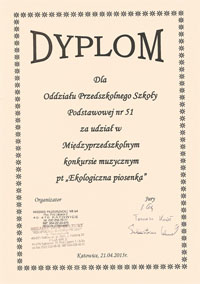 DYPLOM
Dla
Oddziału Przedszkolnego Szkoły
Podstawowej nr 51
za udział w
Międzyprzedszkolnym
konkursie muzycznym
pt „Ekologiczna piosenka”
Organizator
Jury
Katowice, 21.04.2013r.